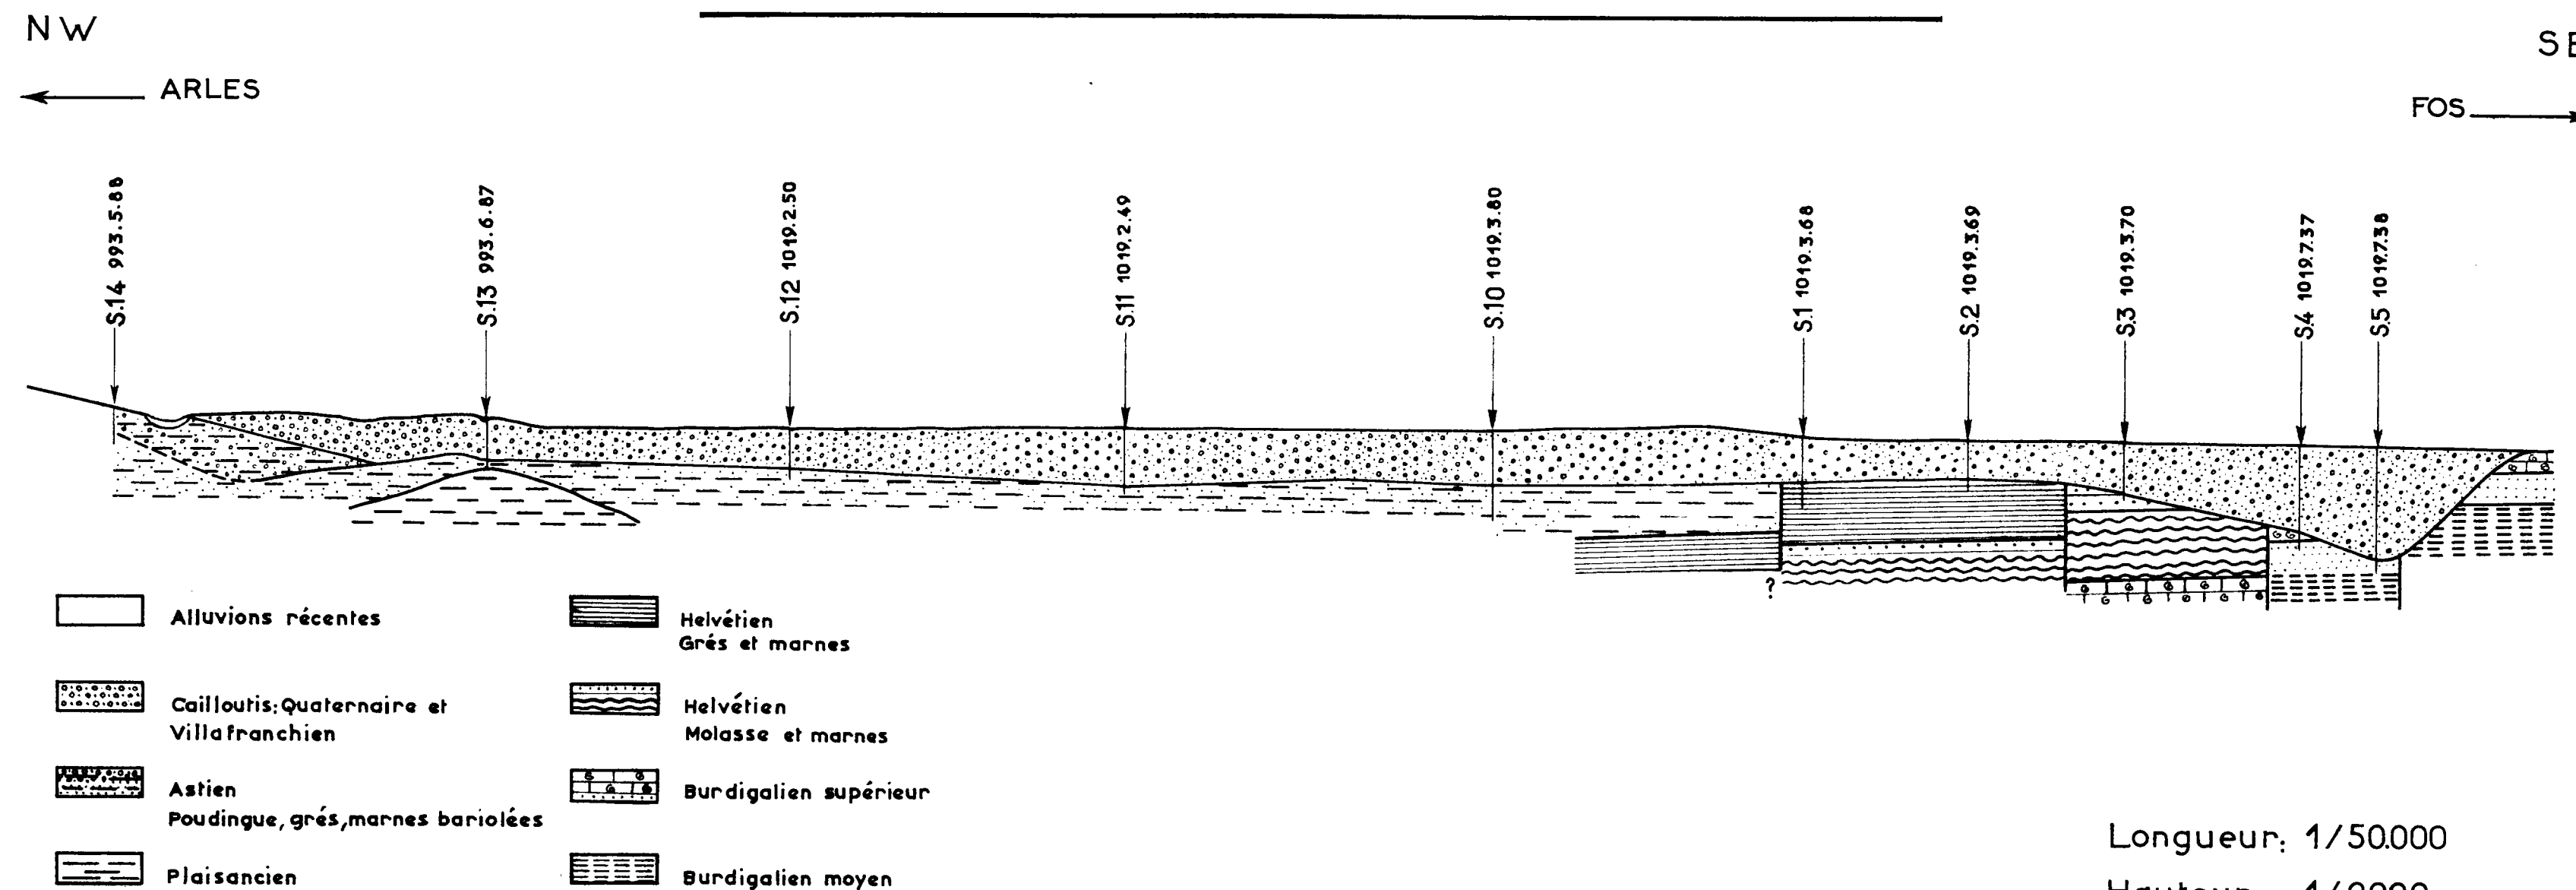 NW
SE
ARLES
FOS
S.14 993.5.88
S.13 993.6.87
S.12 1019.2.50
S.11 1019.2.49
S.10 1019.3.80
S.1 1019.3.68
S.2 1019.3.69
S.3 1019.3.70
S.4 1019.7.37
S.5 1019.7.38
?
Alluvions récentes
Cailloutis: Quaternaire et
Villafranchien
Astien
Poudingue, grés, marnes bariolées
Plaisancien
Helvétien
Grés et marnes
Helvétien
Molasse et marnes
Burdigalien supérieur
Burdigalien moyen
Longueur: 1/50.000